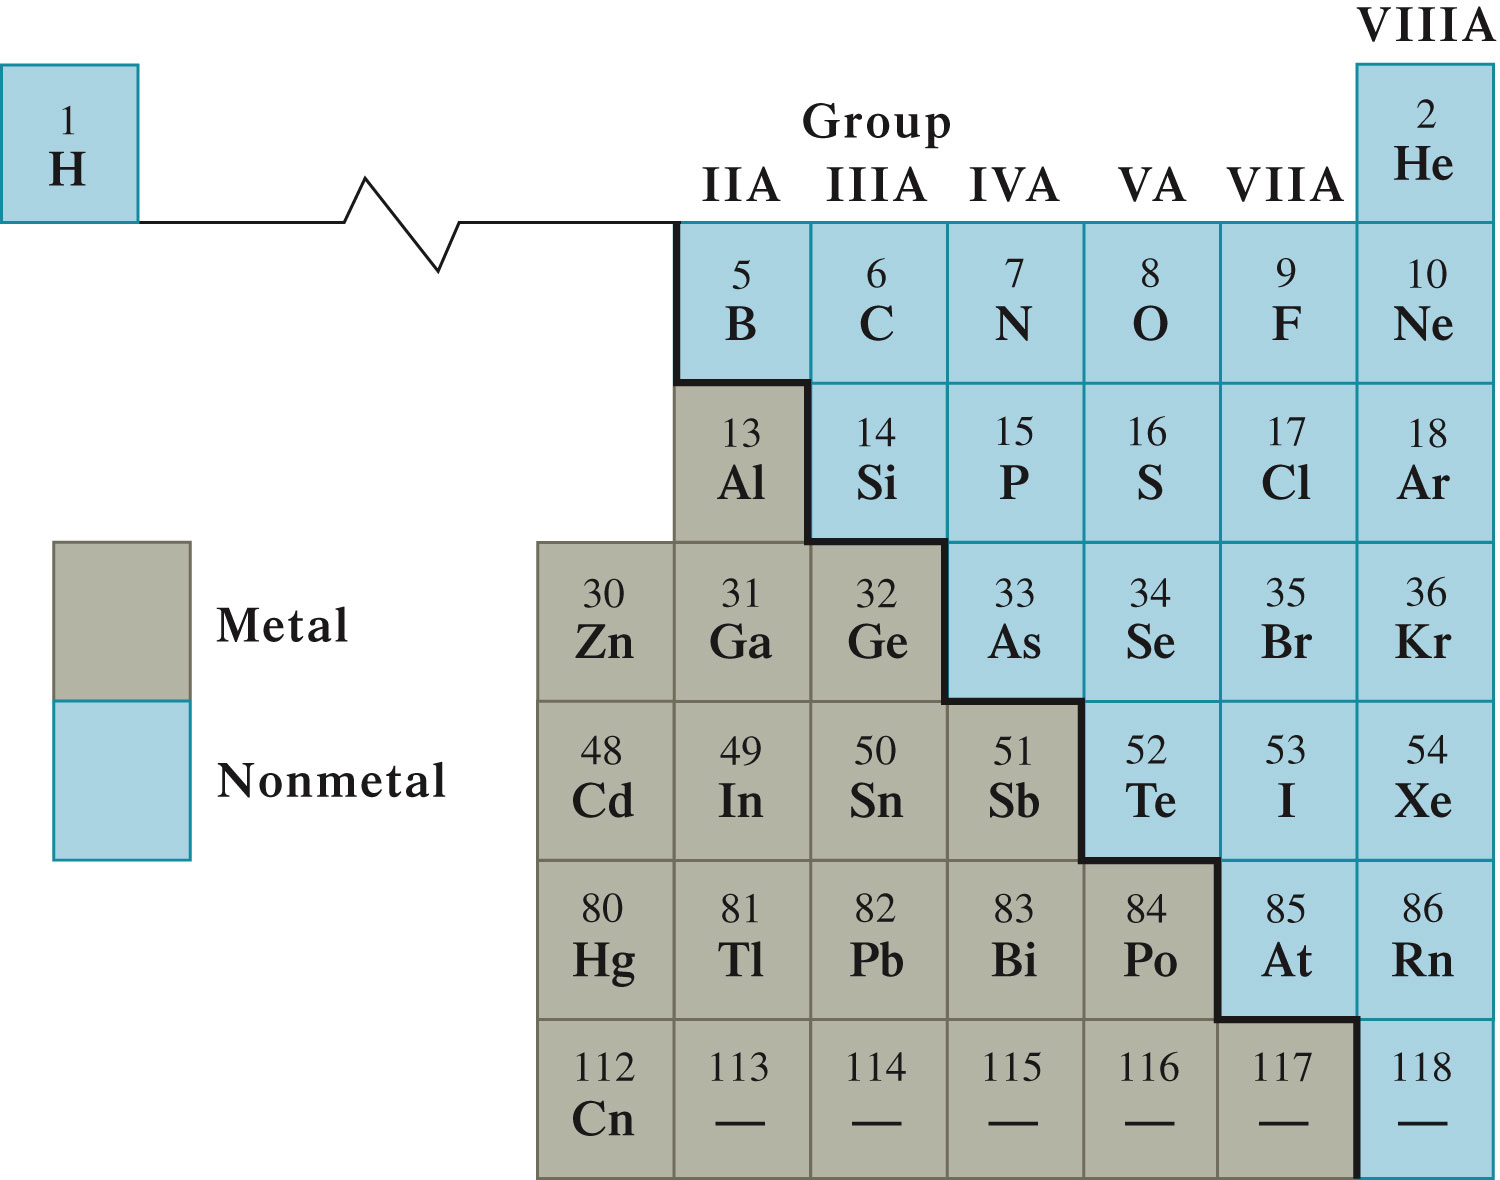 VIIIA
Group
IIA IIIA IVA VA VIIA
1 2
H He
5 6 7 8 9 10
B C N O F Ne
13 14 15 16 17 18
Al Si P S Cl Ar
30 31 32 33 34 35 36
Zn Ga Ge As Se Br Kr
Metal
48 49 50 51 52 53 54
Cd In Sn Sb Te I Xe
Nonmetal
80 81 82 83 84 85 86
Hg Tl Pb Bi Po At Rn
112 113 114 115 116 117 118
Cn — — — — — —